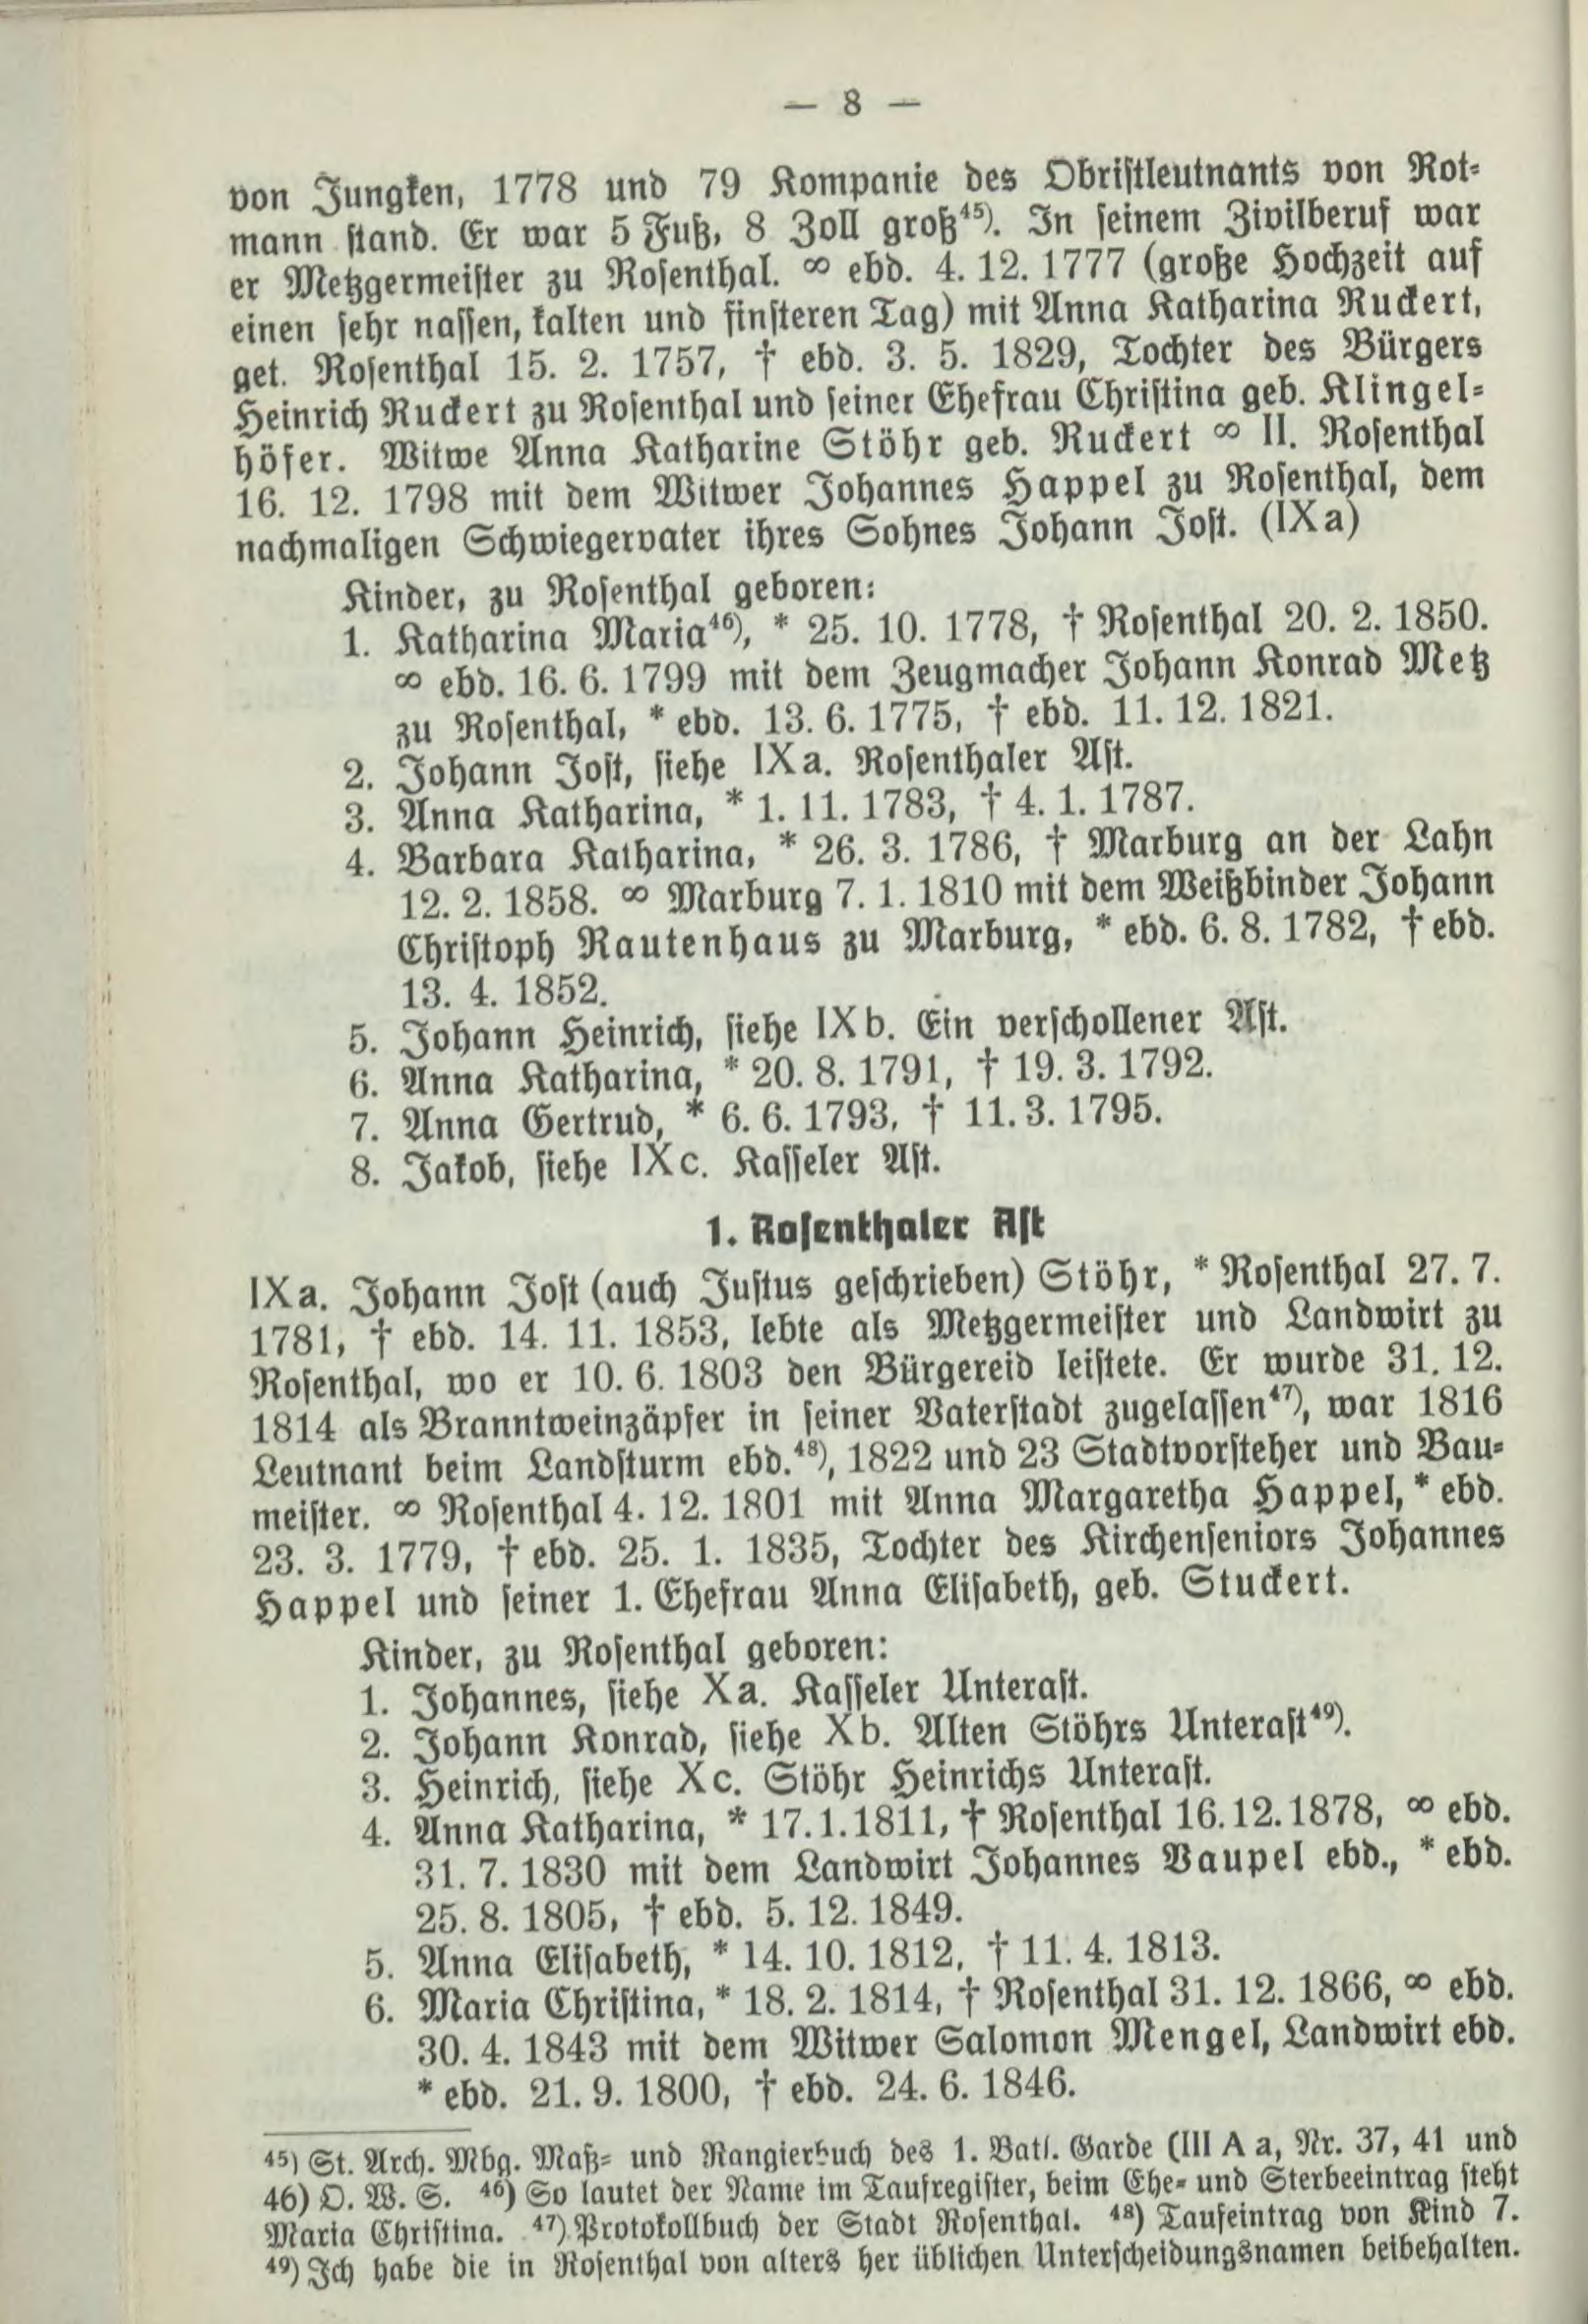 — 8 —
von Jungken, 1778 und 79 Kompanie des Obristleutnants von Rot-
mann stand. Er war 5 Fuß, 8 Zoll groß⁴⁵). In seinem Zivilberuf war
er Metzgermeister zu Rosenthal. ∞ ebd. 4. 12. 1777 (große Hochzeit auf
einen sehr nassen, kalten und finsteren Tag) mit Anna Katharina Ruckert,
get. Rosenthal 15. 2. 1757, † ebd. 3. 5. 1829, Tochter des Bürgers
Heinrich Ruckert zu Rosenthal und seiner Ehefrau Christina geb. Klingel-
höfer. Witwe Anna Katharine Stöhr geb. Ruckert ∞ II. Rosenthal
16. 12. 1798 mit dem Witwer Johannes Happel zu Rosenthal, dem
nachmaligen Schwiegervater ihres Sohnes Johann Jost. (IXa)
Kinder, zu Rosenthal geboren:
1. Katharina Maria⁴⁶), * 25. 10. 1778, † Rosenthal 20. 2. 1850.
∞ ebd. 16. 6. 1799 mit dem Zeugmacher Johann Konrad Metz
zu Rosenthal, * ebd. 13. 6. 1775, † ebd. 11. 12. 1821.
2. Johann Jost, siehe IXa. Rosenthaler Ast.
3. Anna Katharina, * 1. 11. 1783, † 4. 1. 1787.
4. Barbara Katharina, * 26. 3. 1786, † Marburg an der Lahn
12. 2. 1858. ∞ Marburg 7. 1. 1810 mit dem Weißbinder Johann
Christoph Rautenhaus zu Marburg, * ebd. 6. 8. 1782, † ebd.
13. 4. 1852.
5. Johann Heinrich, siehe IXb. Ein verschollener Ast.
6. Anna Katharina, * 20. 8. 1791, † 19. 3. 1792.
7. Anna Gertrud, * 6. 6. 1793, † 11. 3. 1795.
8. Jakob, siehe IXc. Kasseler Ast.
1. Rosenthaler Ast
IXa. Johann Jost (auch Justus geschrieben) Stöhr, * Rosenthal 27. 7.
1781, † ebd. 14. 11. 1853, lebte als Metzgermeister und Landwirt zu
Rosenthal, wo er 10. 6. 1803 den Bürgereid leistete. Er wurde 31. 12.
1814 als Branntweinzäpfer in seiner Vaterstadt zugelassen⁴⁷), war 1816
Leutnant beim Landsturm ebd.⁴⁸), 1822 und 23 Stadtvorsteher und Bau-
meister. ∞ Rosenthal 4. 12. 1801 mit Anna Margaretha Happel, * ebd.
23. 3. 1779, † ebd. 25. 1. 1835, Tochter des Kirchenseniors Johannes
Happel und seiner 1. Ehefrau Anna Elisabeth, geb. Stuckert.
Kinder, zu Rosenthal geboren:
1. Johannes, siehe Xa. Kasseler Unterast.
2. Johann Konrad, siehe Xb. Alten Stöhrs Unterast⁴⁹).
3. Heinrich, siehe Xc. Stöhr Heinrichs Unterast.
4. Anna Katharina, * 17. 1. 1811, † Rosenthal 16. 12. 1878, ∞ ebd.
31. 7. 1830 mit dem Landwirt Johannes Vaupel ebd., * ebd.
25. 8. 1805, † ebd. 5. 12. 1849.
5. Anna Elisabeth, * 14. 10. 1812, † 11. 4. 1813.
6. Maria Christina, * 18. 2. 1814, † Rosenthal 31. 12. 1866, ∞ ebd.
30. 4. 1843 mit dem Witwer Salomon Mengel, Landwirt ebd.
* ebd. 21. 9. 1800, † ebd. 24. 6. 1846.
⁴⁵) St. Arch. Mbg. Maß- und Rangierbuch des 1. Batl. Garde (III A a, Nr. 37, 41 und
46) O. W. S. ⁴⁶) So lautet der Name im Taufregister, beim Ehe- und Sterbeeintrag steht
Maria Christina. ⁴⁷) Protokollbuch der Stadt Rosenthal. ⁴⁸) Taufeintrag von Kind 7.
⁴⁹) Ich habe die in Rosenthal von alters her üblichen Unterscheidungsnamen beibehalten.